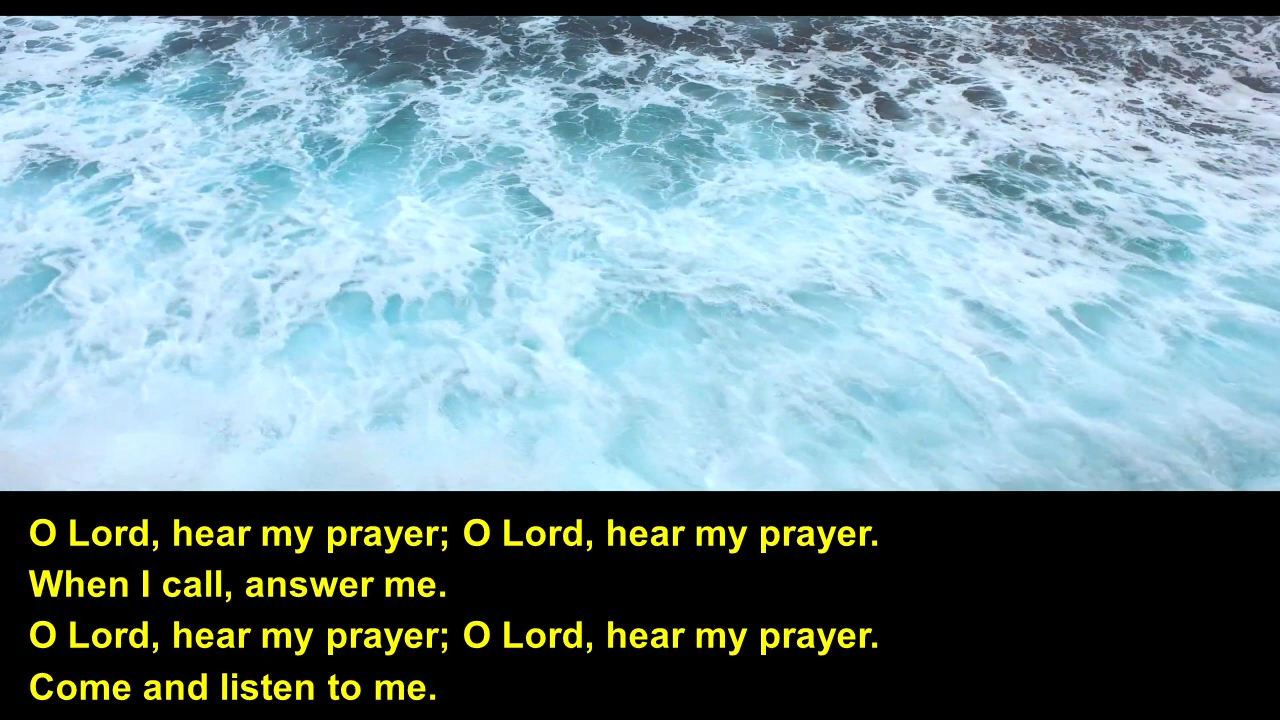 O Lord, hear my prayer; O Lord, hear my prayer.
When I call, answer me.
O Lord, hear my prayer; O Lord, hear my prayer.
Come and listen to me.